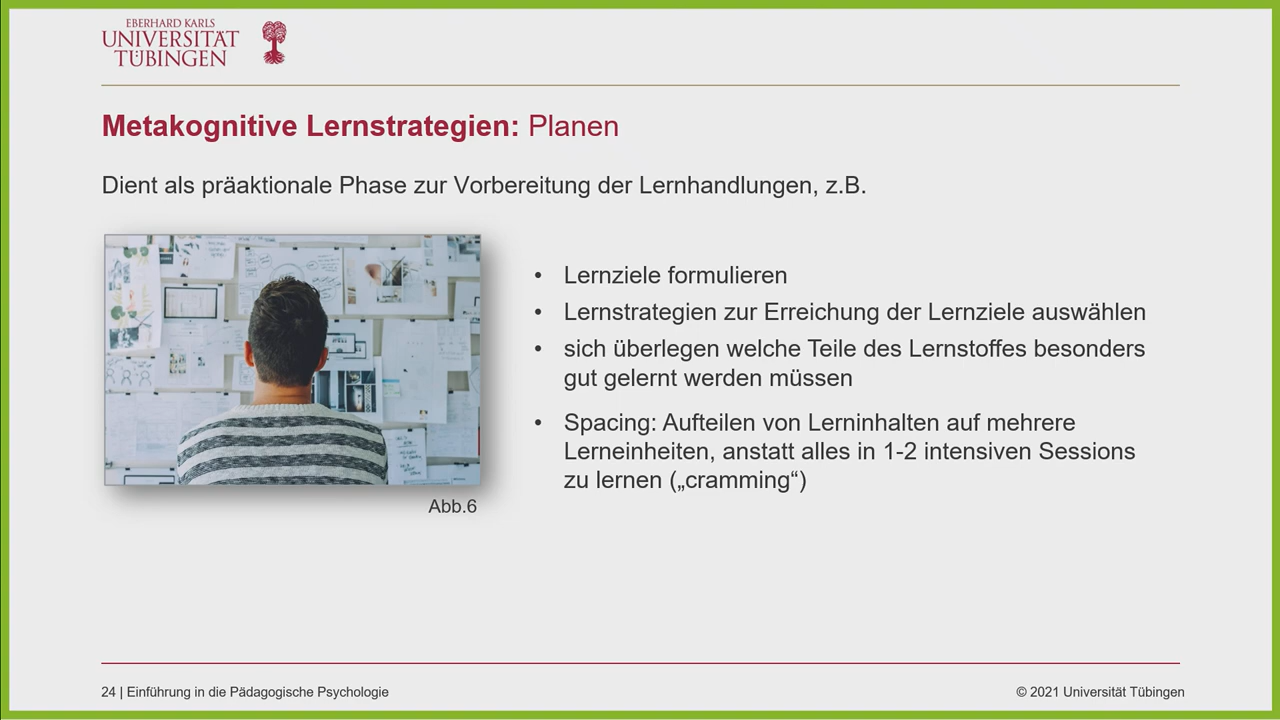 EBERHARD KARLS
UNIVERSITÄT
TÜBINGEN
Metakognitive Lernstrategien: Planen
Dient als präaktionale Phase zur Vorbereitung der Lernhandlungen, z.B.
• Lernziele formulieren
• Lernstrategien zur Erreichung der Lernziele auswählen
• sich überlegen welche Teile des Lernstoffes besonders
gut gelernt werden müssen
• Spacing: Aufteilen von Lerninhalten auf mehrere
Lerneinheiten, anstatt alles in 1-2 intensiven Sessions
zu lernen („cramming“)
Abb.6
24 | Einführung in die Pädagogische Psychologie
© 2021 Universität Tübingen